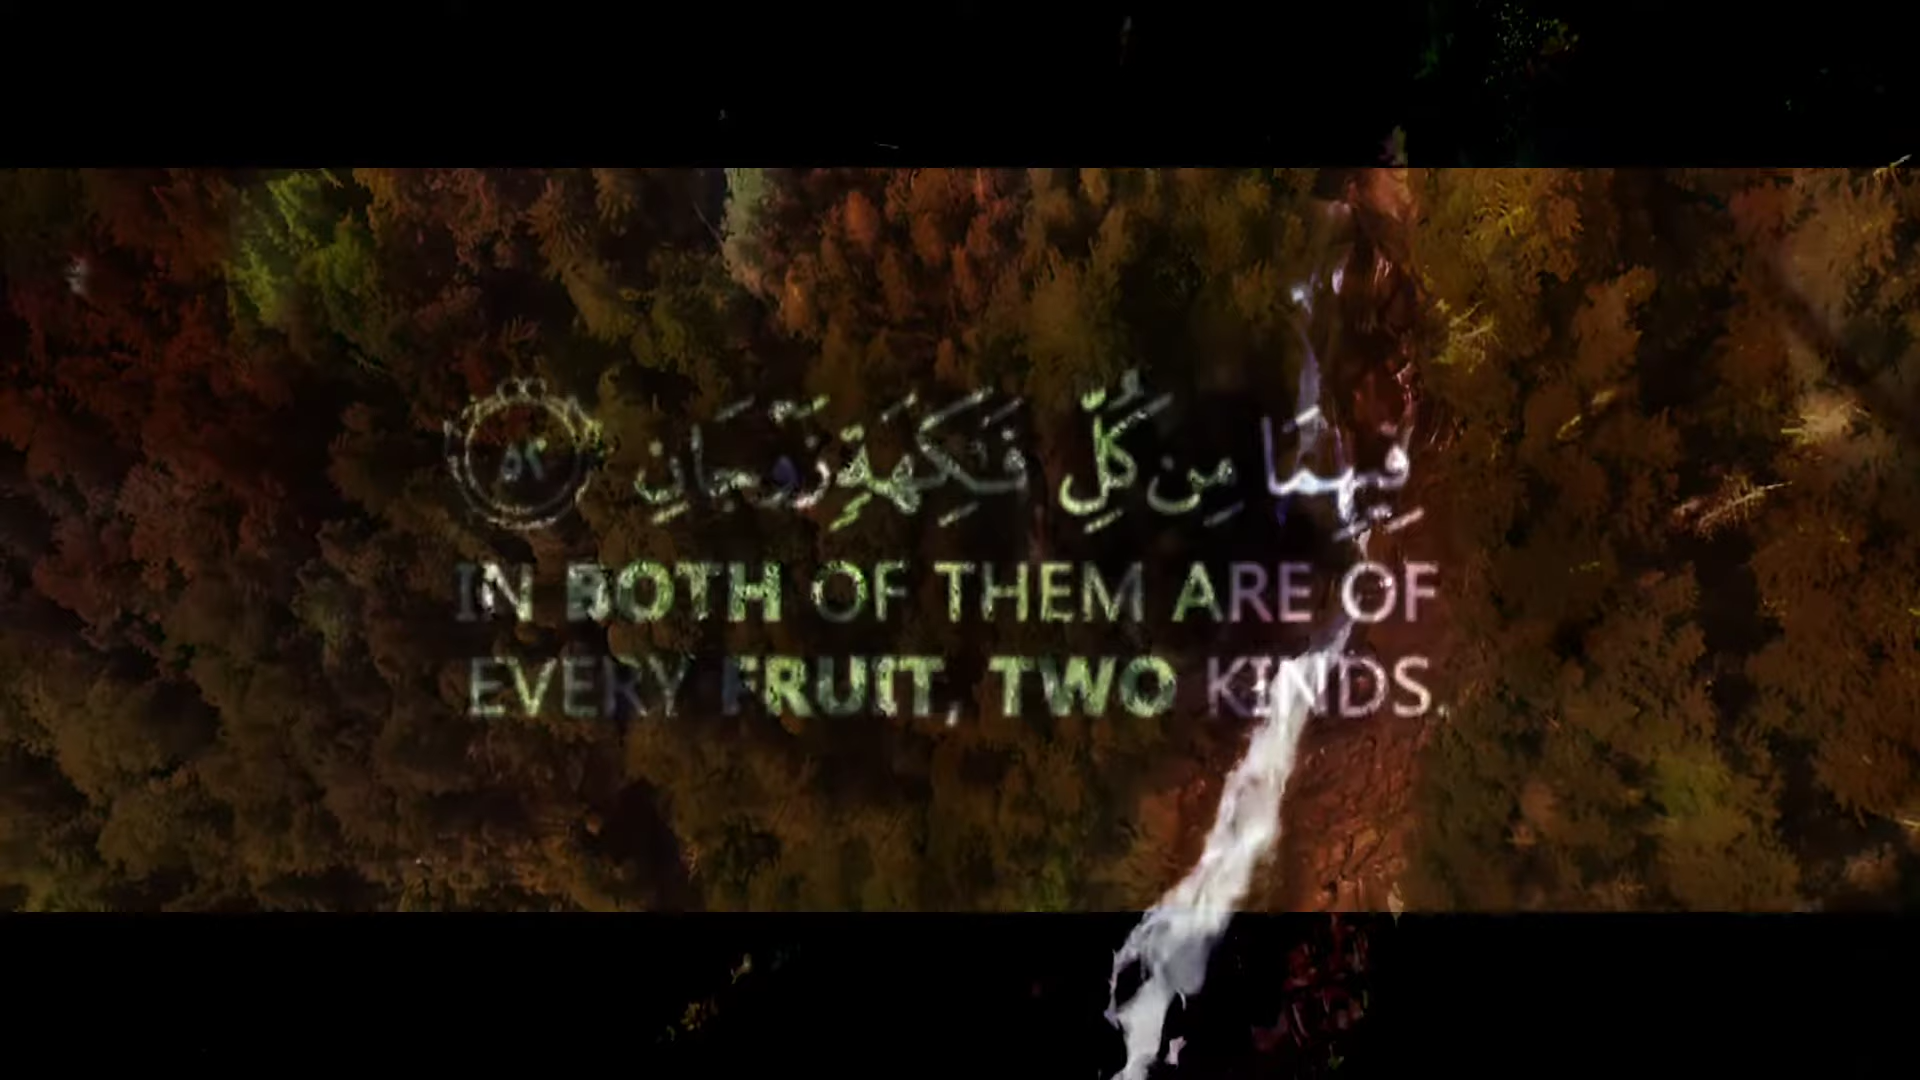 فِيهِمَا مِن كُلِّ فَـٰكِهَةٍ زَوْجَانِ ٥٢
IN BOTH OF THEM ARE OF
EVERY FRUIT, TWO KINDS.